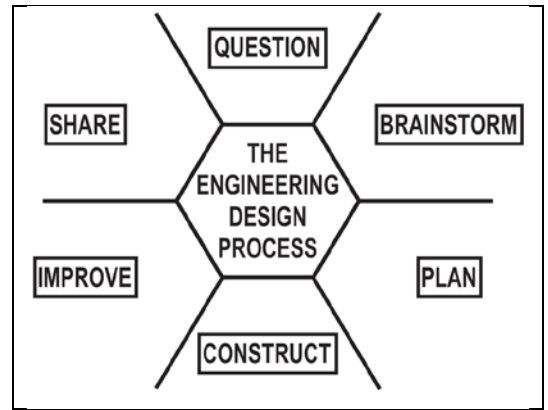 QUESTION
BRAINSTORM
PLAN
CONSTRUCT
IMPROVE
SHARE
THE
ENGINEERING
DESIGN
PROCESS